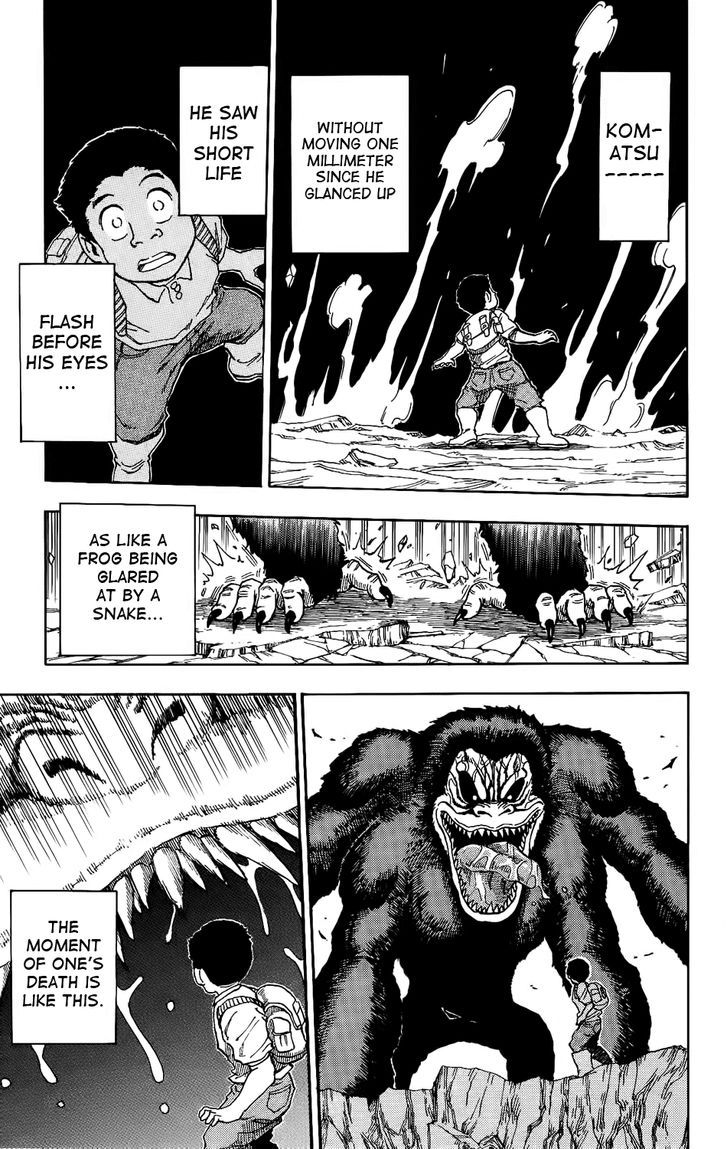 KOM-
ATSU
-----
WITHOUT
MOVING ONE
MILLIMETER
SINCE HE
GLANCED UP
HE SAW
HIS
SHORT
LIFE
FLASH
BEFORE
HIS EYES
...
AS LIKE A
FROG BEING
GLARED
AT BY A
SNAKE...
THE
MOMENT
OF ONE'S
DEATH IS
LIKE THIS.